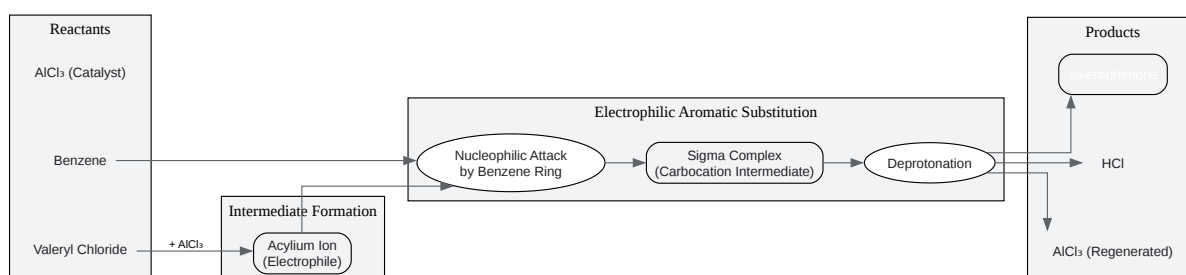 Reactants
AlCl₃ (Catalyst)
Benzene
Valeryl Chloride
+ AlCl₃
Intermediate Formation
Acylium Ion
(Electrophile)
Electrophilic Aromatic Substitution
Nucleophilic Attack
by Benzene Ring
Sigma Complex
(Carbocation Intermediate)
Deprotonation
Products
Valerophenone
HCl
AlCl₃ (Regenerated)